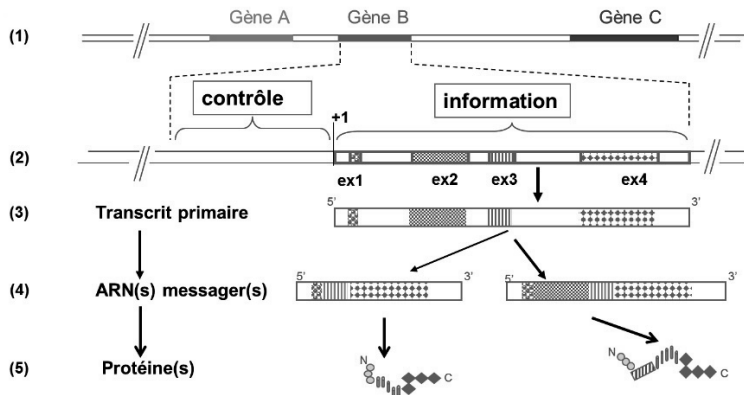 Gène A Gène B Gène C
(1)
contrôle information
+1
(2)
ex1 ex2 ex3 ex4
5' 3'
(3) Transcrit primaire
5' 3' 5' 3'
(4) ARN(s) messager(s)
N C N C
(5) Protéine(s)